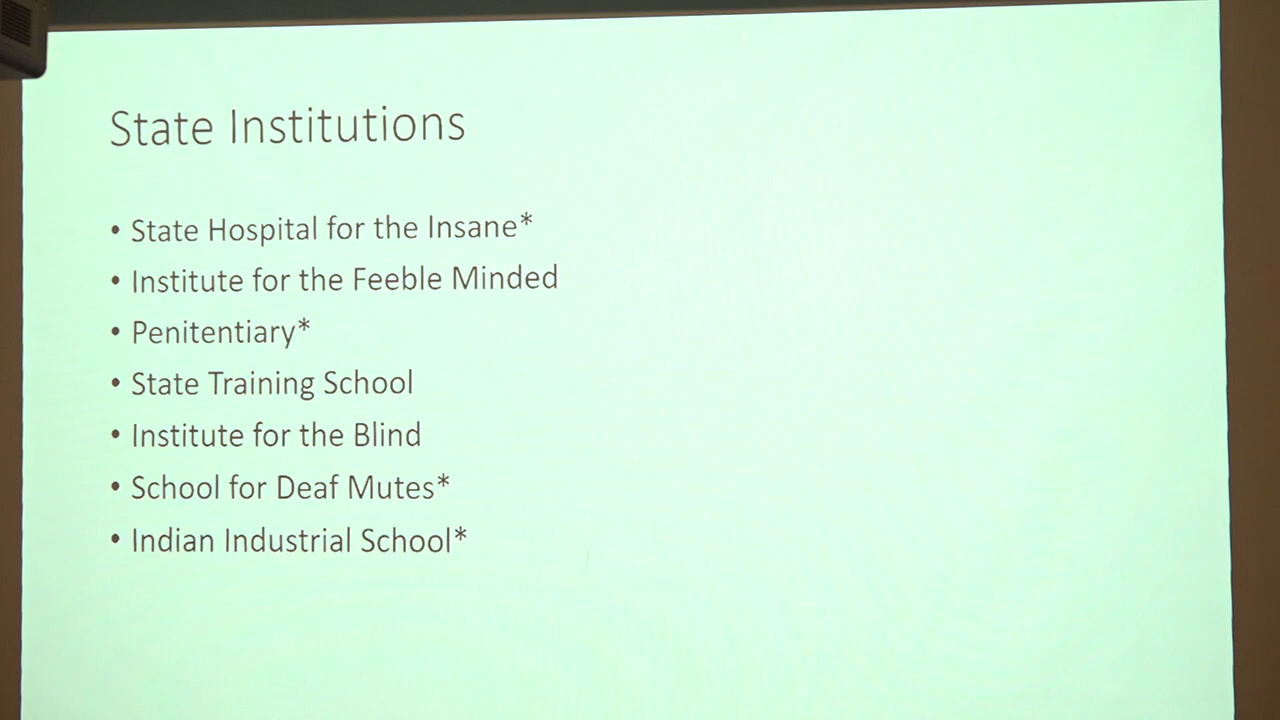 State Institutions
• State Hospital for the Insane*
• Institute for the Feeble Minded
• Penitentiary*
• State Training School
• Institute for the Blind
• School for Deaf Mutes*
• Indian Industrial School*